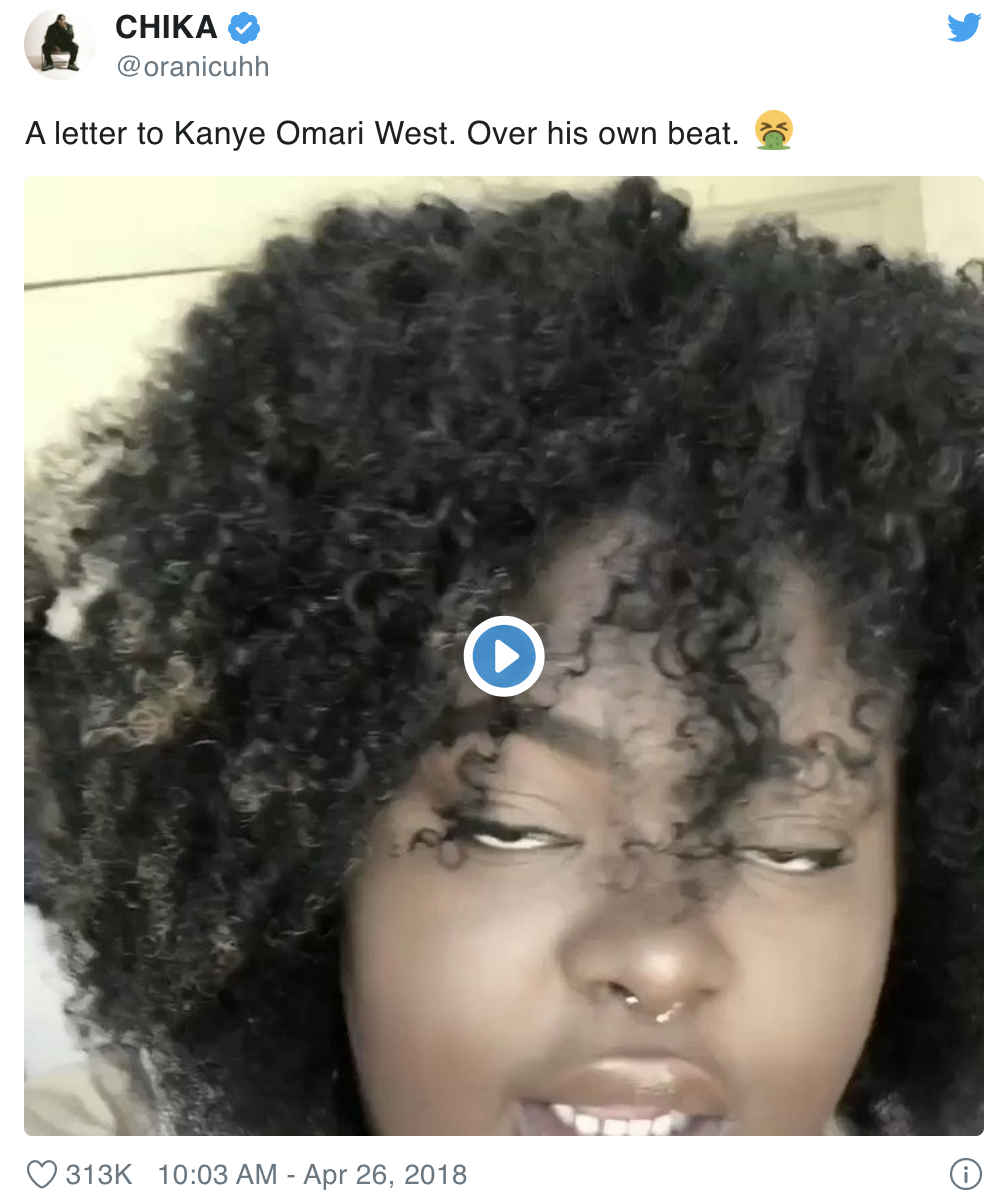 CHIKA
@oranicuhh
A letter to Kanye Omari West. Over his own beat. 🤮
313K 10:03 AM - Apr 26, 2018